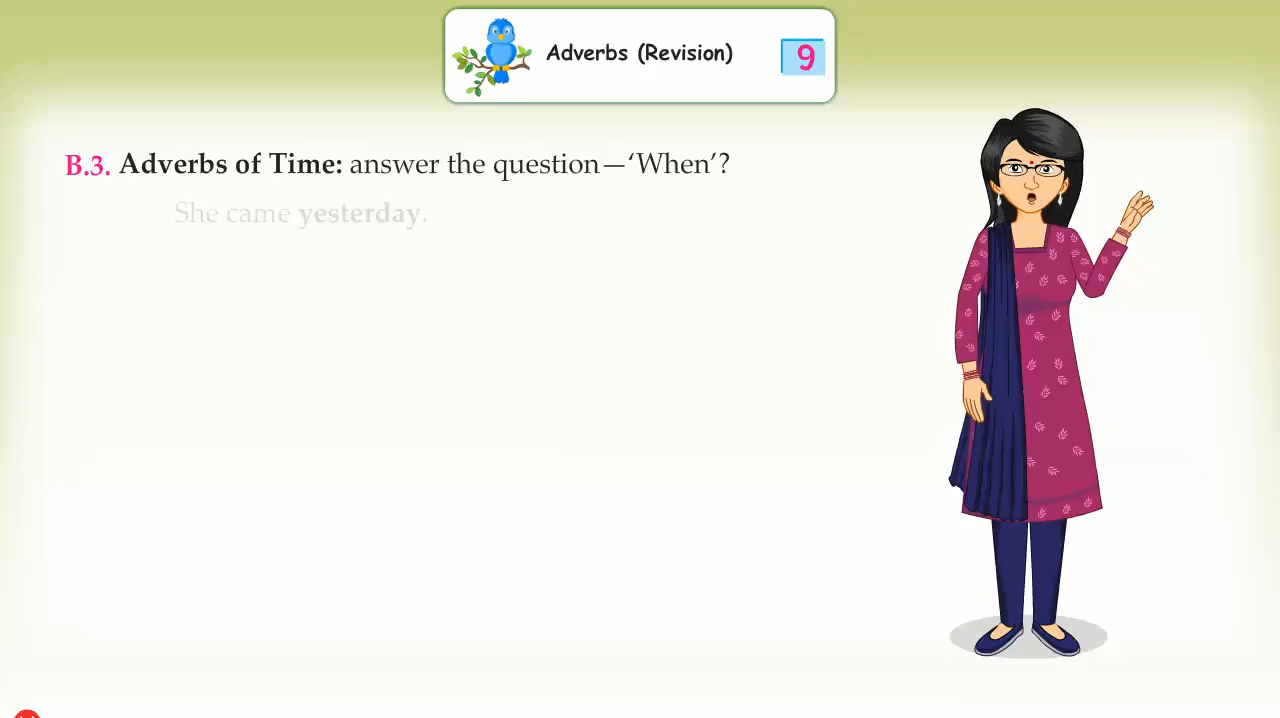 Adverbs (Revision)
9
B.3. Adverbs of Time: answer the question—‘When’?
She came yesterday.